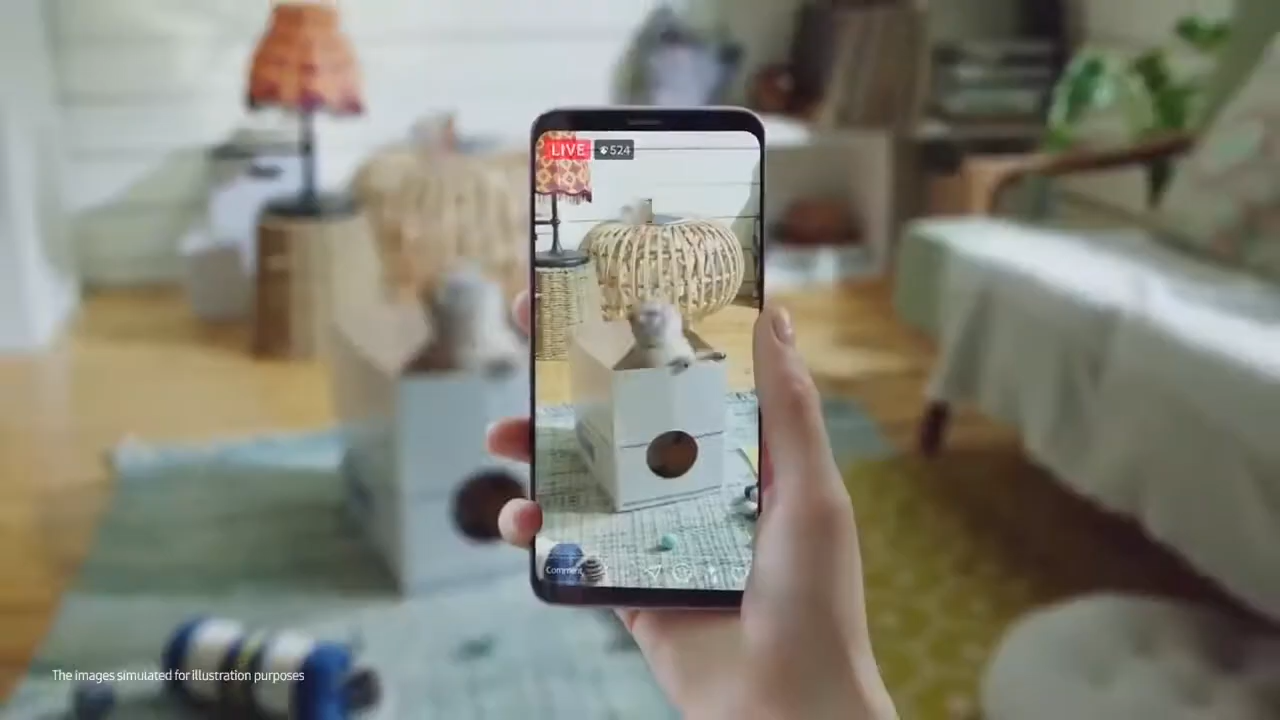 LIVE 524
Comment
The images simulated for illustration purposes